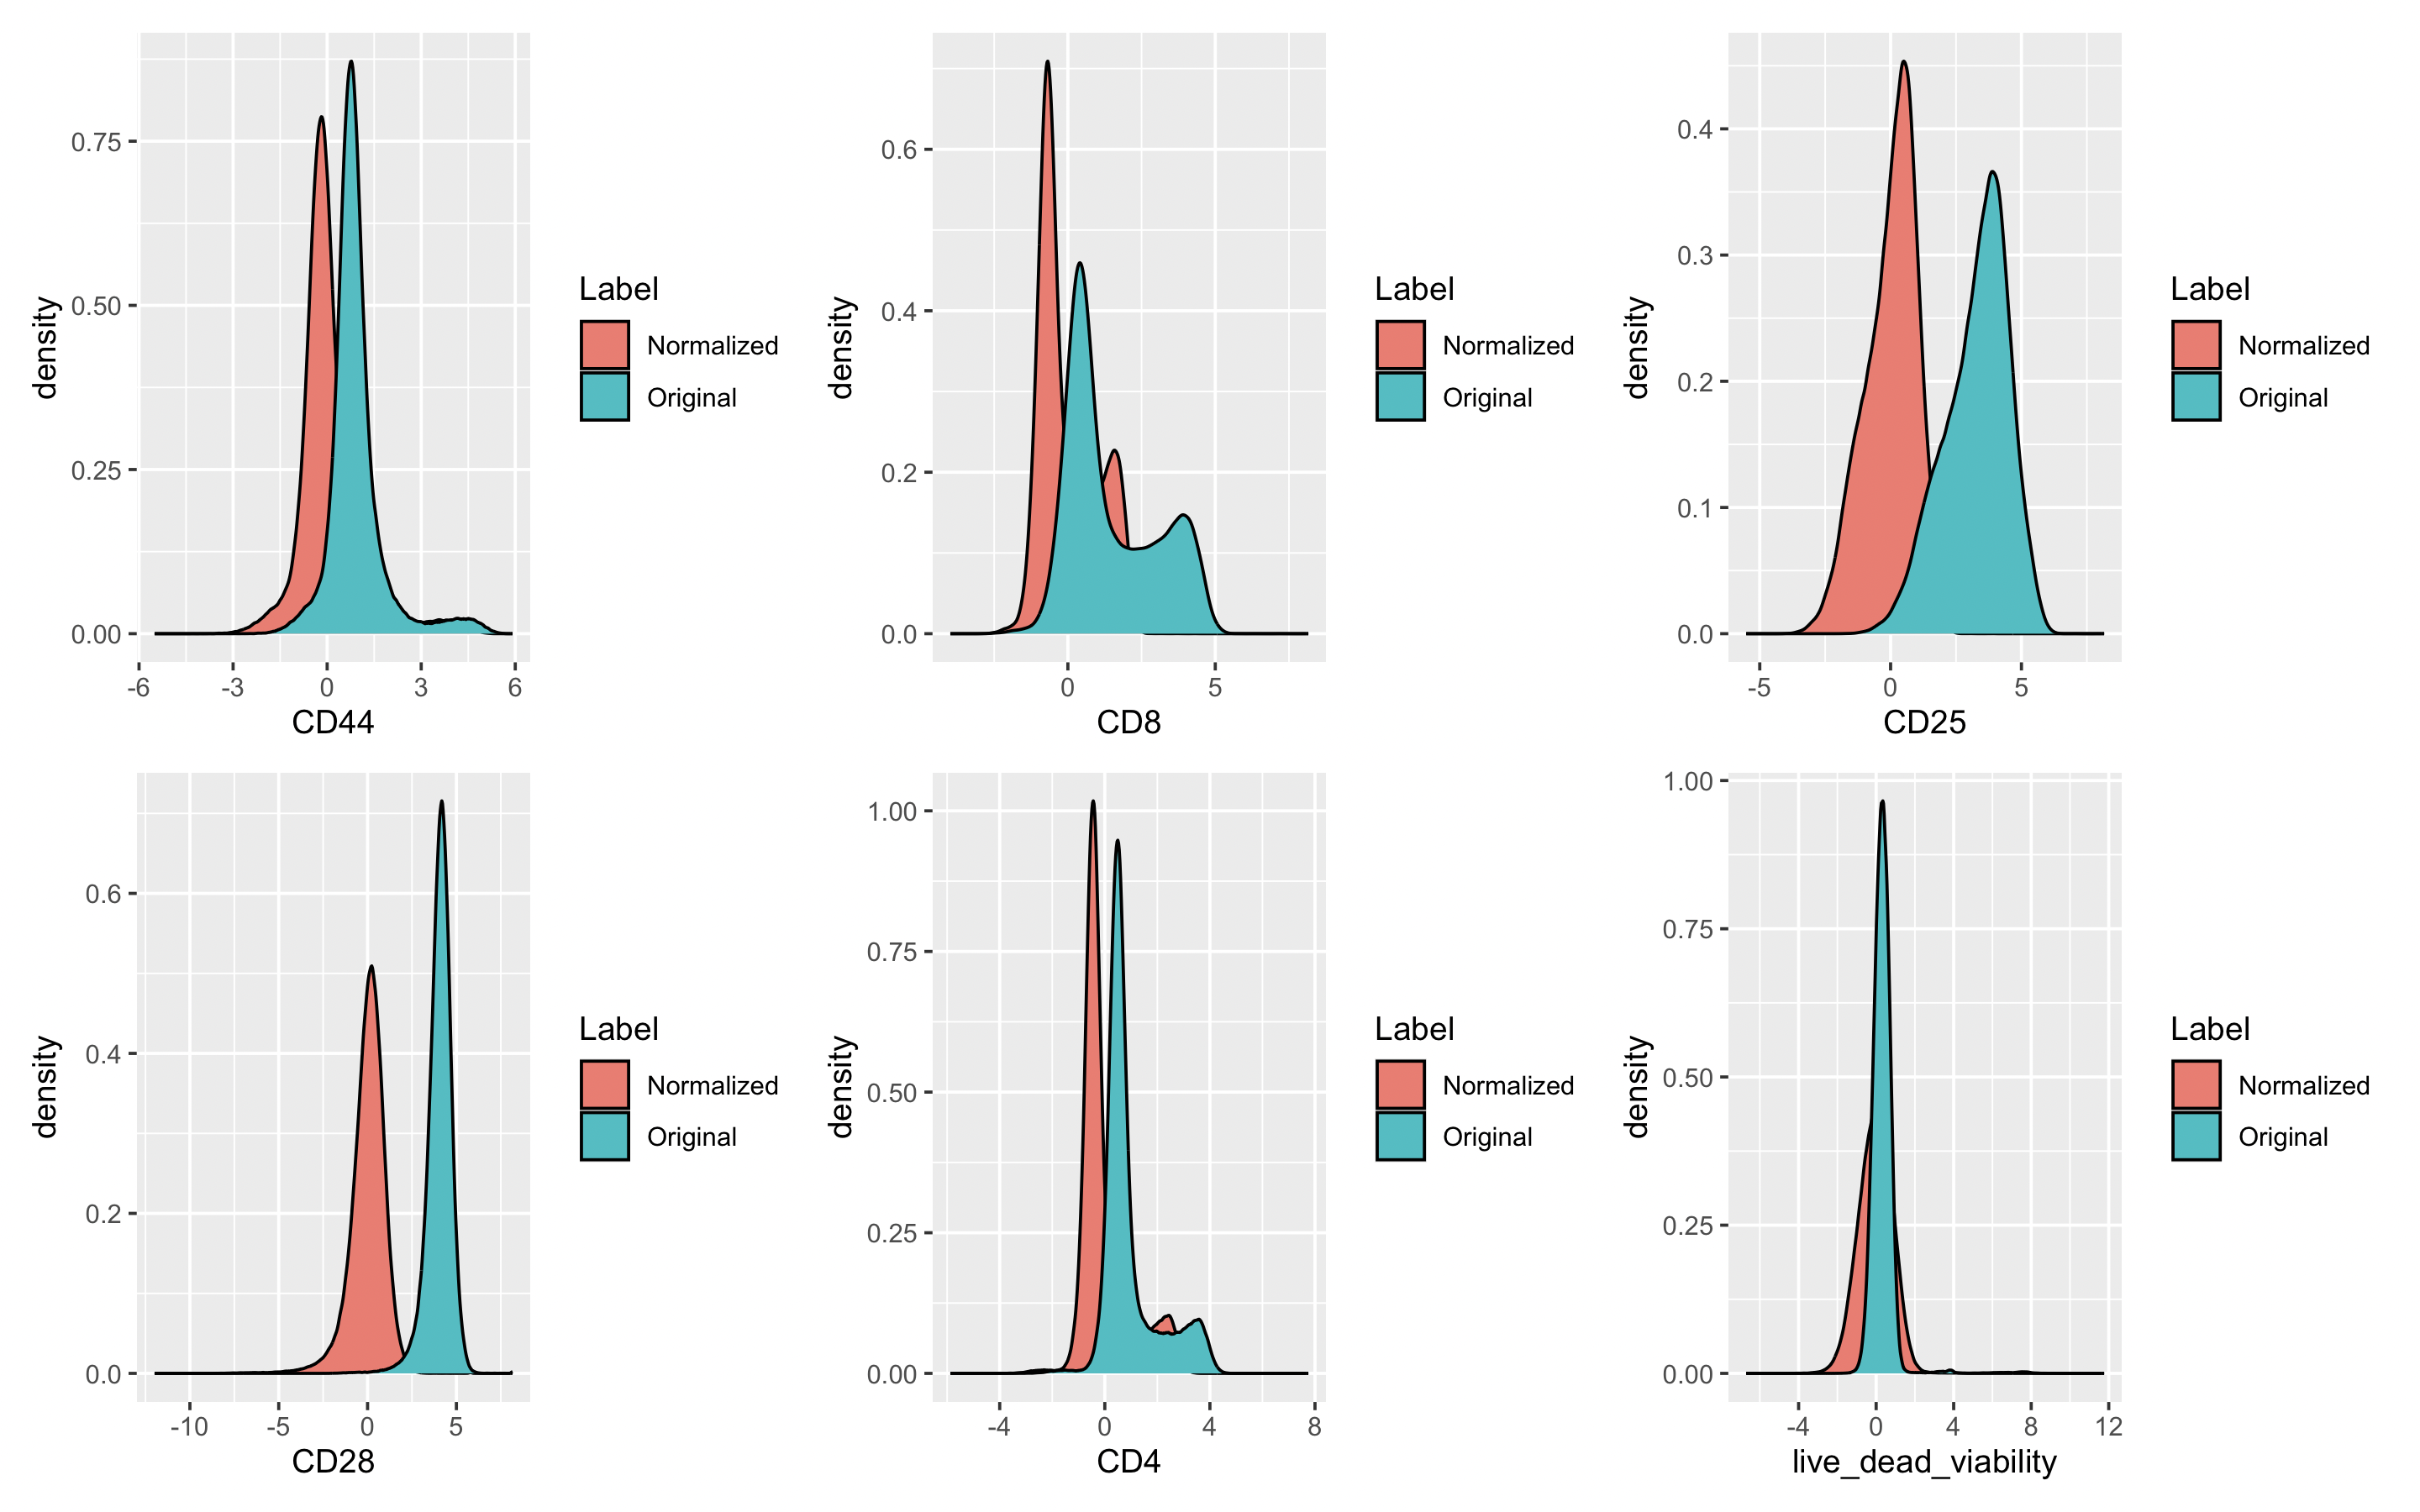 density
0.75
0.50
0.25
0.00
-6 -3 0 3 6
CD44
Label
Normalized
Original
density
0.6
0.4
0.2
0.0
0 5
CD8
Label
Normalized
Original
density
0.4
0.3
0.2
0.1
0.0
-5 0 5
CD25
Label
Normalized
Original
density
0.6
0.4
0.2
0.0
-10 -5 0 5
CD28
Label
Normalized
Original
density
1.00
0.75
0.50
0.25
0.00
-4 0 4 8
CD4
Label
Normalized
Original
density
1.00
0.75
0.50
0.25
0.00
-4 0 4 8 12
live_dead_viability
Label
Normalized
Original